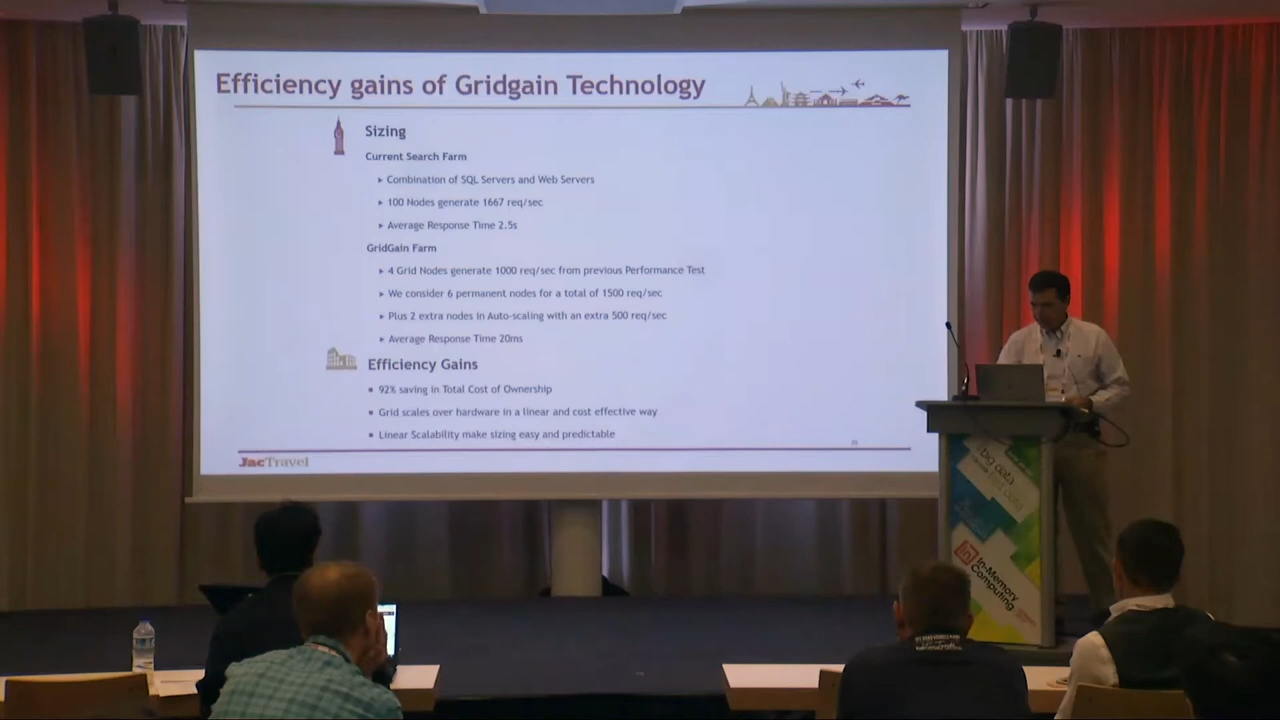 Efficiency gains of Gridgain Technology
Sizing
Current Search Farm
Combination of SQL Servers and Web Servers
100 Nodes generate 1667 req/sec
Average Response Time 2.5s
GridGain Farm
4 Grid Nodes generate 1000 req/sec from previous Performance Test
We consider 6 permanent nodes for a total of 1500 req/sec
Plus 2 extra nodes in Auto-scaling with an extra 500 req/sec
Average Response Time 20ms
Efficiency Gains
92% saving in Total Cost of Ownership
Grid scales over hardware in a linear and cost effective way
Linear Scalability make sizing easy and predictable
JacTravel
big data
In-Memory
Computing